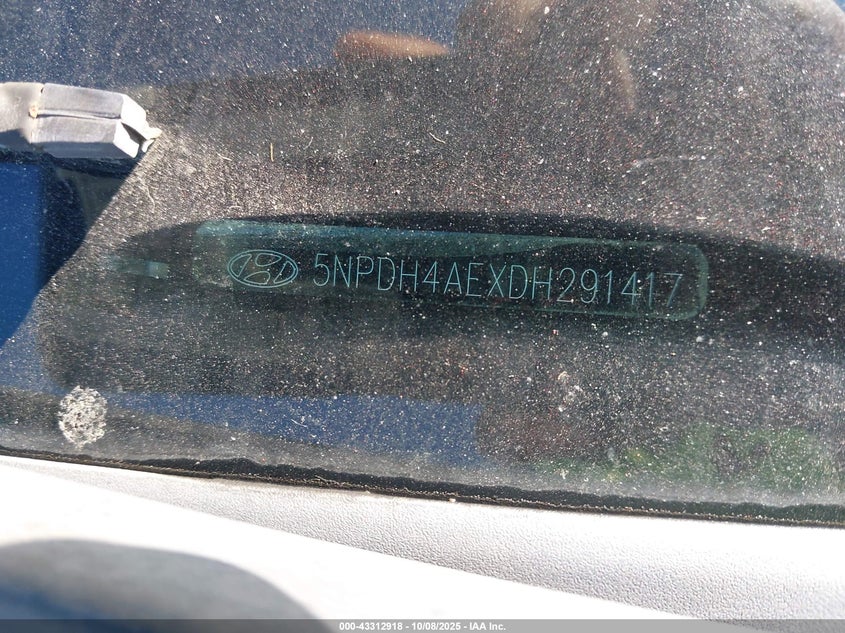 5NPDH4AEXDH291417
000-43312918 - 10/08/2025 - IAA Inc.